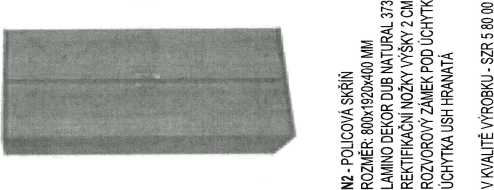 N2 - POLICOVÁ SKŘÍŇ
ROZMĚR: 800x1920x400 MM
LAMINO DEKOR DUB NATURAL 373
REKTIFIKAČNÍ NOŽKY VÝŠKY 2 CM
ROZVOROVÝ ZÁMEK POD ÚCHYTK
ÚCHYTKA USH HRANATÁ
V KVALITĚ VÝROBKU - SZR 5 80 00